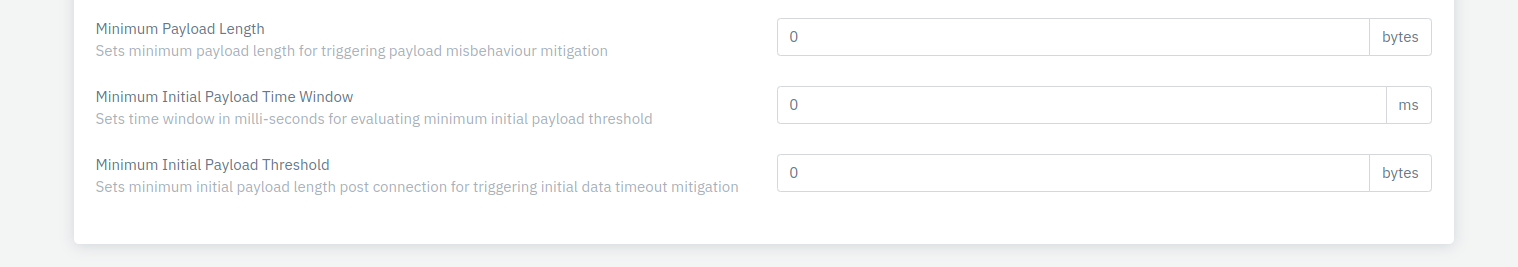 Minimum Payload Length
Sets minimum payload length for triggering payload misbehaviour mitigation
0
bytes
Minimum Initial Payload Time Window
Sets time window in milli-seconds for evaluating minimum initial payload threshold
0
ms
Minimum Initial Payload Threshold
Sets minimum initial payload length post connection for triggering initial data timeout mitigation
0
bytes